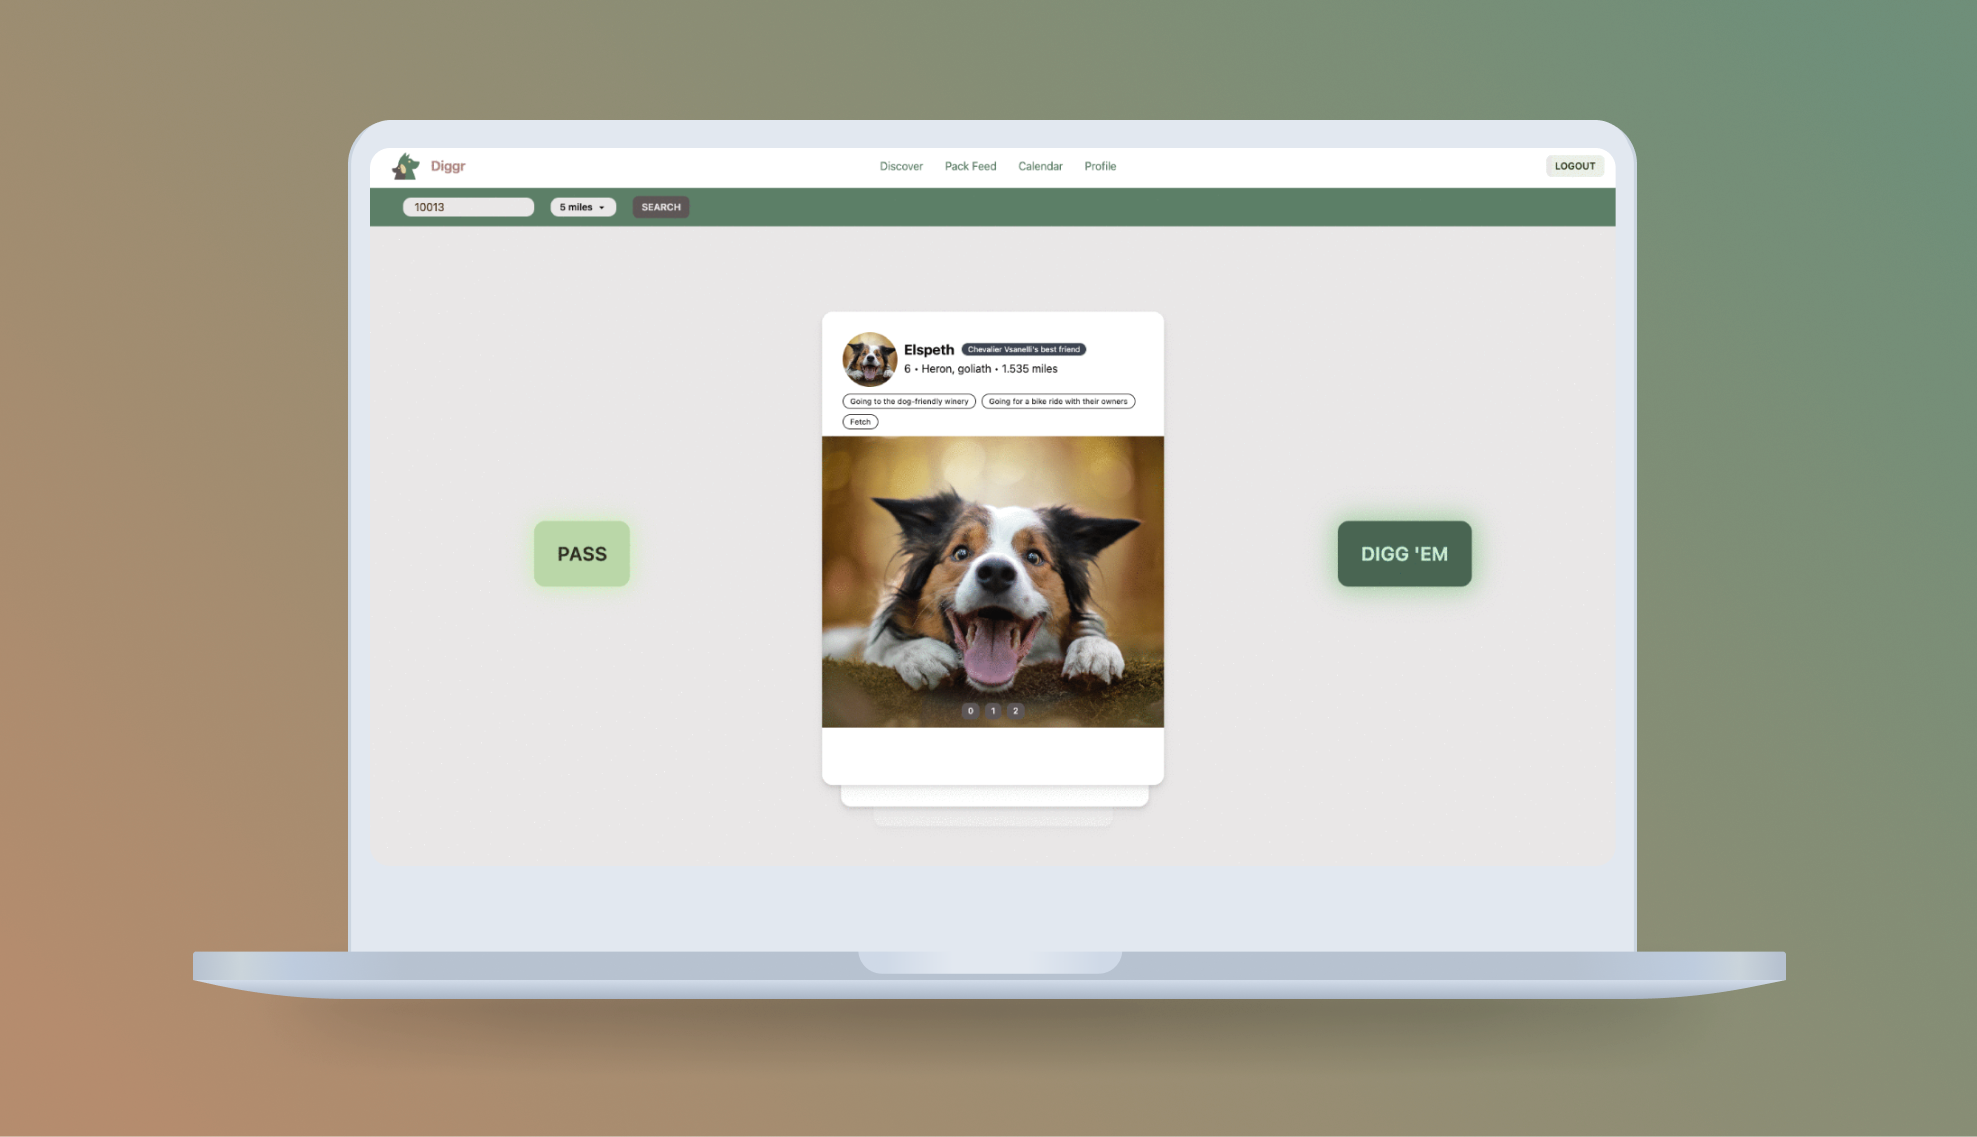 Diggr
Discover Pack Feed Calendar Profile
LOGOUT
10013 5 miles SEARCH
Elspeth Chevalier Vsanelli's best friend
6 • Heron, goliath • 1.535 miles
Going to the dog-friendly winery Going for a bike ride with their owners
Fetch
PASS
DIGG 'EM
0 1 2